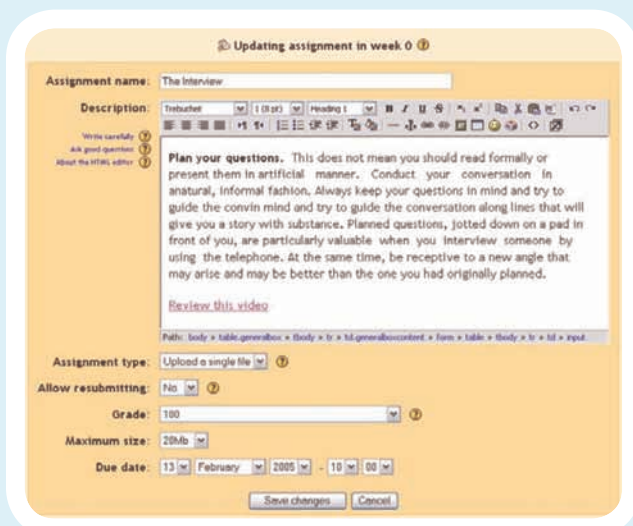 Updating assignment in week 0
Assignment name: The Interview
Description: Trebuchet 1 (8 pt) Heading 1 B I U S
Write carefully
Ask good questions
About the HTML editor
Plan your questions. This does not mean you should read formally or
present them in artificial manner. Conduct your conversation in
anatural, informal fashion. Always keep your questions in mind and try to
guide the convin mind and try to guide the conversation along lines that will
give you a story with substance. Planned questions, jotted down on a pad in
front of you, are particularly valuable when you interview someone by
using the telephone. At the same time, be receptive to a new angle that
may arise and may be better than the one you had originally planned.
Review this video
Path: body » table.generalbox » tbody » tr » td.generalboxcontent » form » table » tbody » tr » td » input
Assignment type: Upload a single file
Allow resubmitting: No
Grade: 100
Maximum size: 20Mb
Due date: 13 February 2005 - 10 00
Save changes Cancel